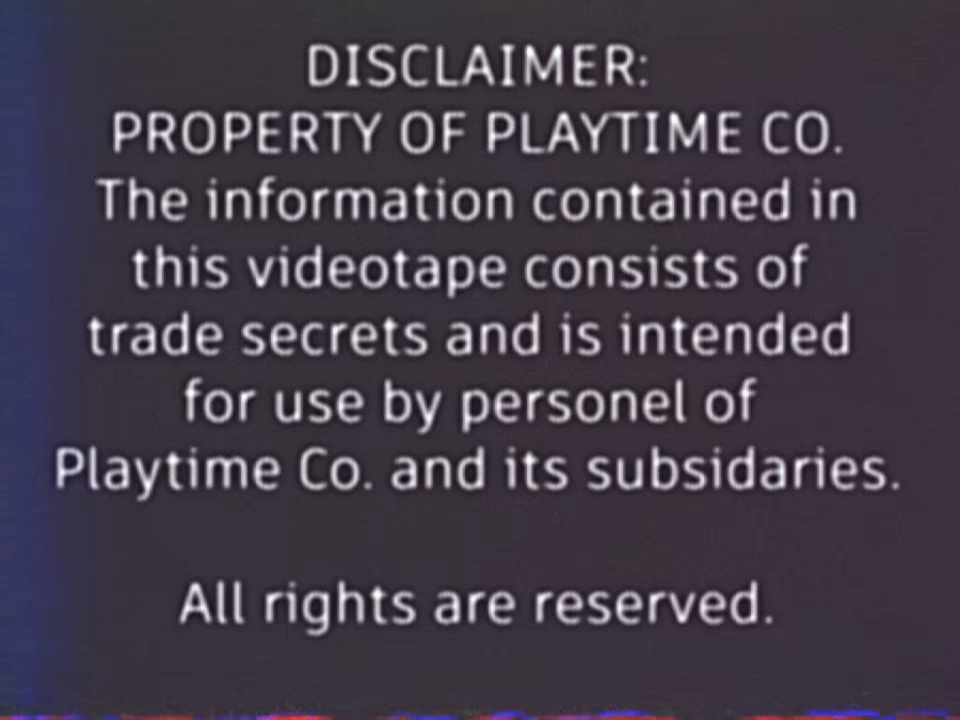 DISCLAIMER:
PROPERTY OF PLAYTIME CO.
The information contained in
this videotape consists of
trade secrets and is intended
for use by personel of
Playtime Co. and its subsidaries.
All rights are reserved.